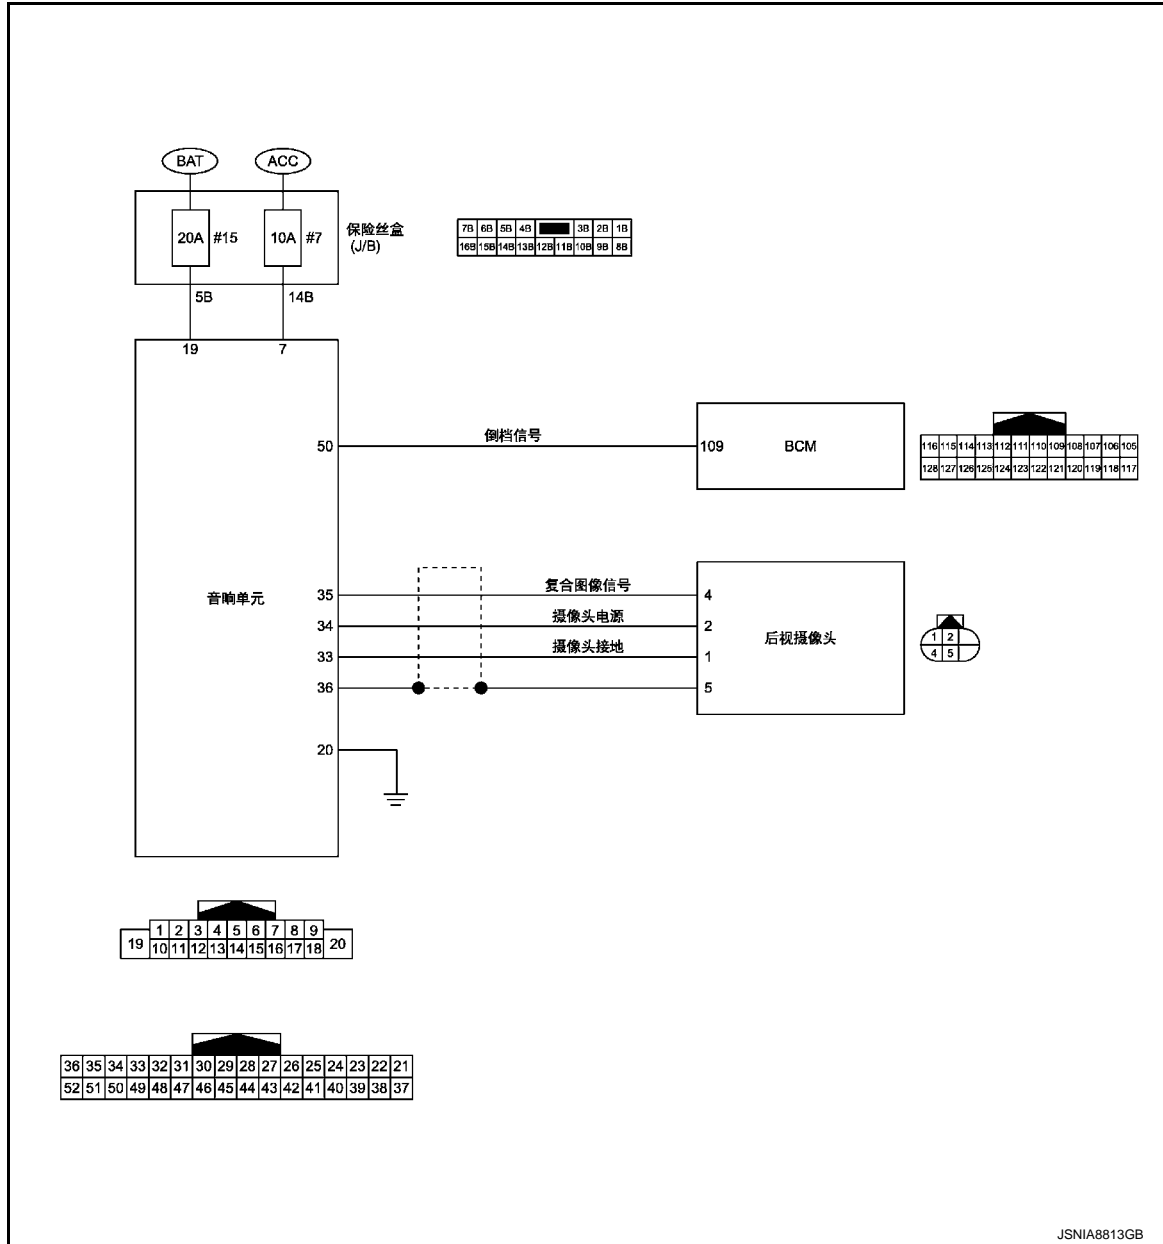 BAT ACC
20A #15 10A #7 保险丝盒
(J/B)
7B 6B 5B 4B 3B 2B 1B
16B 15B 14B 13B 12B 11B 10B 9B 8B
5B 14B
19 7
50 倒档信号 109 BCM
116 115 114 113 112 111 110 109 108 107 106 105
128 127 126 125 124 123 122 121 120 119 118 117
音响单元
35 复合图像信号 4
34 摄像头电源 2
33 摄像头接地 1
36 5
后视摄像头
1 2
4 5
20
1 2 3 4 5 6 7 8 9
19 10 11 12 13 14 15 16 17 18 20
36 35 34 33 32 31 30 29 28 27 26 25 24 23 22 21
52 51 50 49 48 47 46 45 44 43 42 41 40 39 38 37
JSNIA8813GB